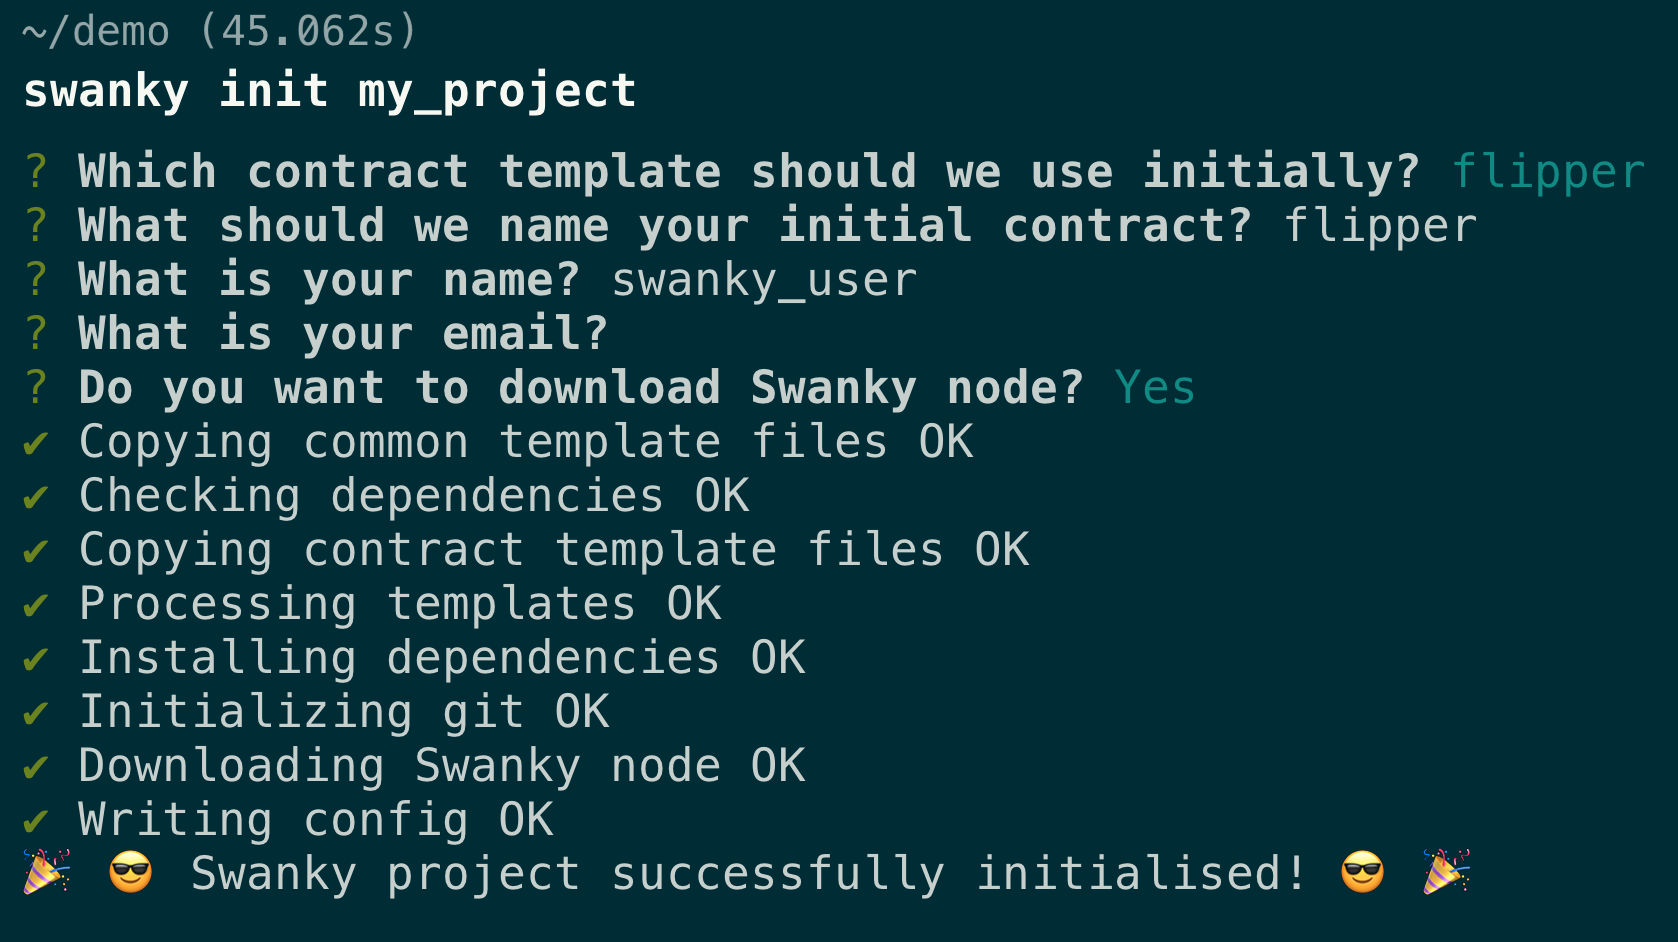 ~/demo (45.062s)
swanky init my_project
? Which contract template should we use initially? flipper
? What should we name your initial contract? flipper
? What is your name? swanky_user
? What is your email?
? Do you want to download Swanky node? Yes
✔ Copying common template files OK
✔ Checking dependencies OK
✔ Copying contract template files OK
✔ Processing templates OK
✔ Installing dependencies OK
✔ Initializing git OK
✔ Downloading Swanky node OK
✔ Writing config OK
🎉 😎 Swanky project successfully initialised! 😎 🎉